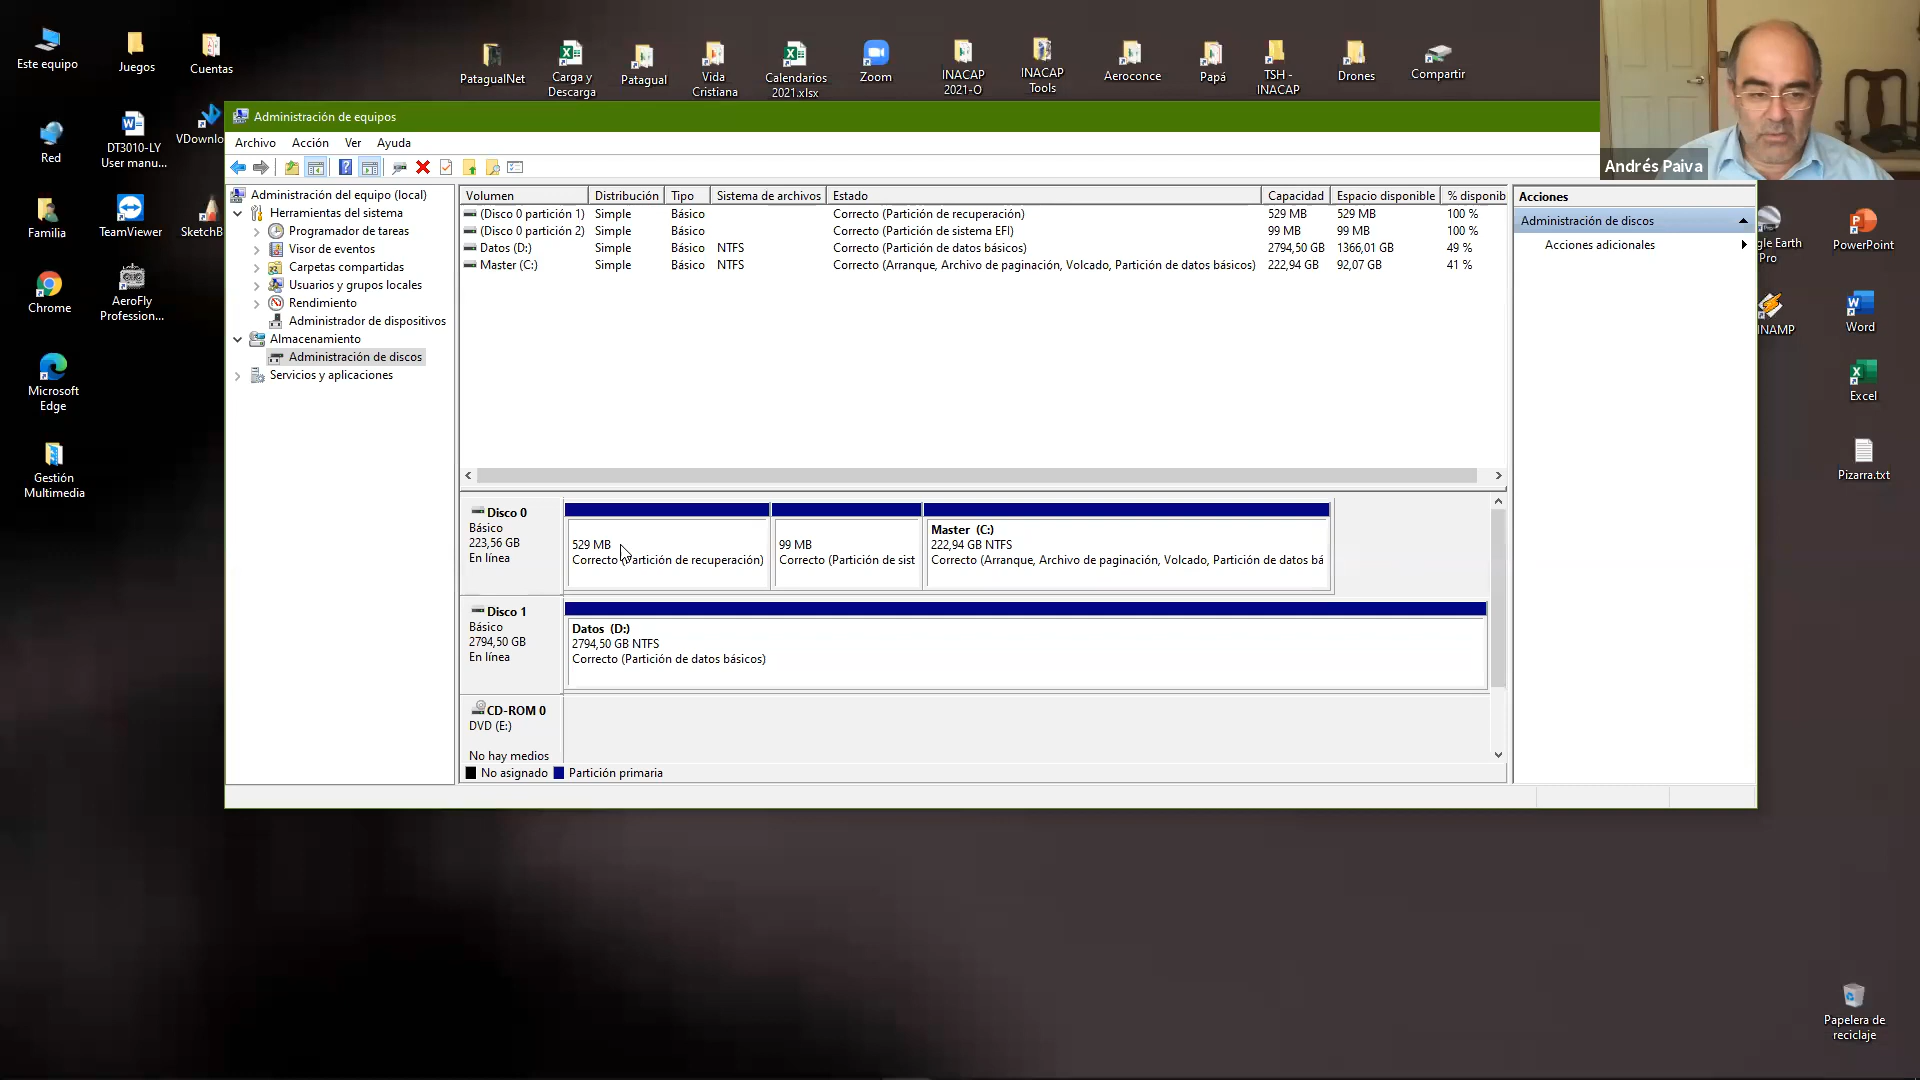 Este equipo
Juegos
Cuentas
PatagualNet
Carga y
Descarga
Patagual
Vida
Cristiana
Calendarios
2021.xlsx
Zoom
INACAP
2021-O
INACAP
Tools
Aeroconce
Papá
TSH -
INACAP
Drones
Compartir
Andrés Paiva
Red
DT3010-LY
User manu...
VDownlo
Familia
TeamViewer
SketchB
Chrome
AeroFly
Profession...
Microsoft
Edge
Gestión
Multimedia
Administración de equipos
Archivo Acción Ver Ayuda
Administración del equipo (local)
Herramientas del sistema
Programador de tareas
Visor de eventos
Carpetas compartidas
Usuarios y grupos locales
Rendimiento
Administrador de dispositivos
Almacenamiento
Administración de discos
Servicios y aplicaciones
Volumen Distribución Tipo Sistema de archivos Estado Capacidad Espacio disponible % disponib
(Disco 0 partición 1) Simple Básico Correcto (Partición de recuperación) 529 MB 529 MB 100 %
(Disco 0 partición 2) Simple Básico Correcto (Partición de sistema EFI) 99 MB 99 MB 100 %
Datos (D:) Simple Básico NTFS Correcto (Partición de datos básicos) 2794,50 GB 1366,01 GB 49 %
Master (C:) Simple Básico NTFS Correcto (Arranque, Archivo de paginación, Volcado, Partición de datos básicos) 222,94 GB 92,07 GB 41 %
Disco 0
Básico
223,56 GB
En línea
529 MB
Correcto (Partición de recuperación)
99 MB
Correcto (Partición de sist
Master (C:)
222,94 GB NTFS
Correcto (Arranque, Archivo de paginación, Volcado, Partición de datos bá
Disco 1
Básico
2794,50 GB
En línea
Datos (D:)
2794,50 GB NTFS
Correcto (Partición de datos básicos)
CD-ROM 0
DVD (E:)
No hay medios
No asignado Partición primaria
Acciones
Administración de discos
Acciones adicionales
gle Earth
Pro
PowerPoint
INAMP
Word
Excel
Pizarra.txt
Papelera de
reciclaje